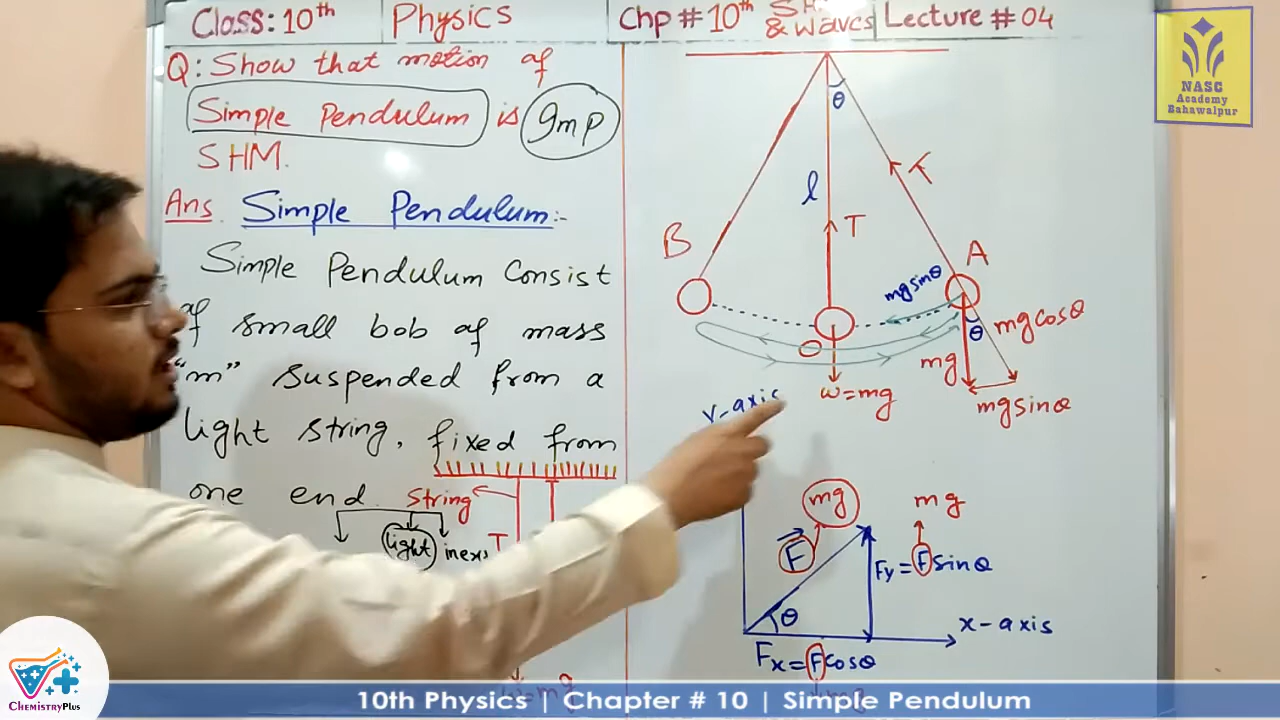 Class: 10th
Physics
Chp # 10th
& Waves
Lecture # 04
Q: Show that motion of
Simple Pendulum is Imp
SHM.
Ans. Simple Pendulum:-
Simple Pendulum Consist
of small bob of mass
"m" suspended from a
light string, fixed from
one end.
string
light
T
θ
l
T
T
B
A
O
mgsinθ
θ
mgcosθ
mg
mgsinθ
w=mg
Y-axis
mg
F
θ
mg
Fy = Fsinθ
x-axis
Fx = Fcosθ
NASC
Academy
Bahawalpur
ChemistryPlus
10th Physics | Chapter # 10 | Simple Pendulum